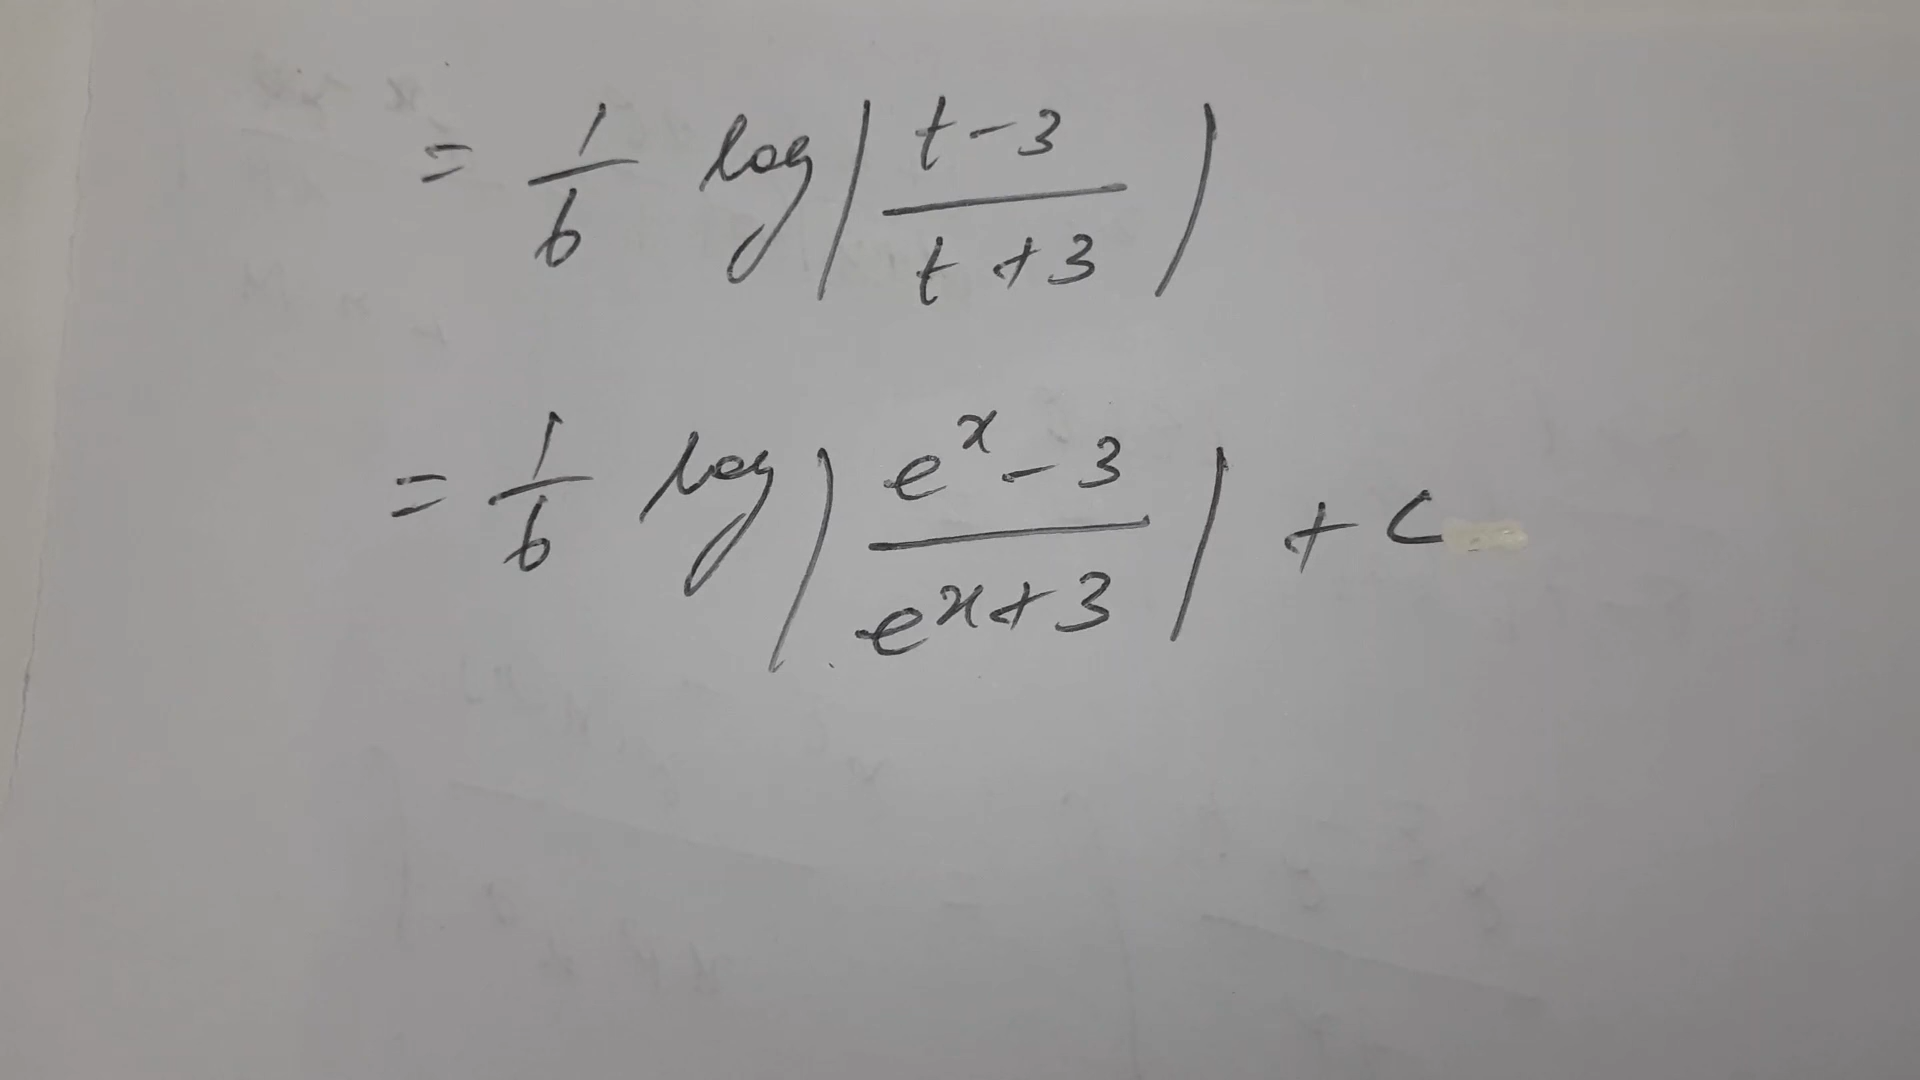 = 1/6 log |(t - 3)/(t + 3)|
= 1/6 log |(e^x - 3)/(e^x + 3)| + C